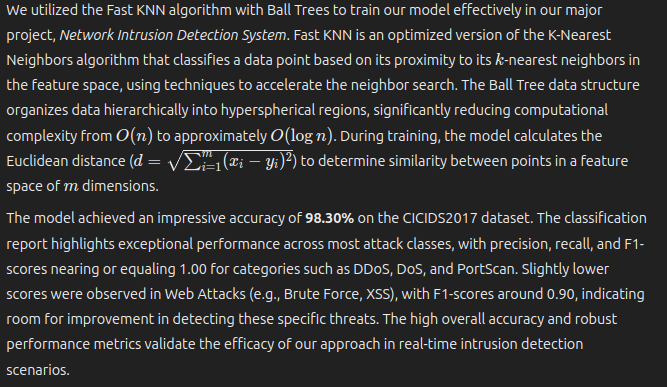 We utilized the Fast KNN algorithm with Ball Trees to train our model effectively in our major
project, Network Intrusion Detection System. Fast KNN is an optimized version of the K-Nearest
Neighbors algorithm that classifies a data point based on its proximity to its k-nearest neighbors in
the feature space, using techniques to accelerate the neighbor search. The Ball Tree data structure
organizes data hierarchically into hyperspherical regions, significantly reducing computational
complexity from O(n) to approximately O(log n). During training, the model calculates the
Euclidean distance (d = √∑ᵢ₌₁ᵐ(xᵢ − yᵢ)²) to determine similarity between points in a feature
space of m dimensions.
The model achieved an impressive accuracy of 98.30% on the CICIDS2017 dataset. The classification
report highlights exceptional performance across most attack classes, with precision, recall, and F1-
scores nearing or equaling 1.00 for categories such as DDoS, DoS, and PortScan. Slightly lower
scores were observed in Web Attacks (e.g., Brute Force, XSS), with F1-scores around 0.90, indicating
room for improvement in detecting these specific threats. The high overall accuracy and robust
performance metrics validate the efficacy of our approach in real-time intrusion detection
scenarios.